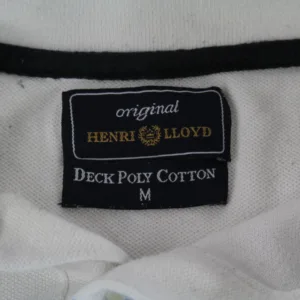 original
HENRI LLOYD
DECK POLY COTTON
M